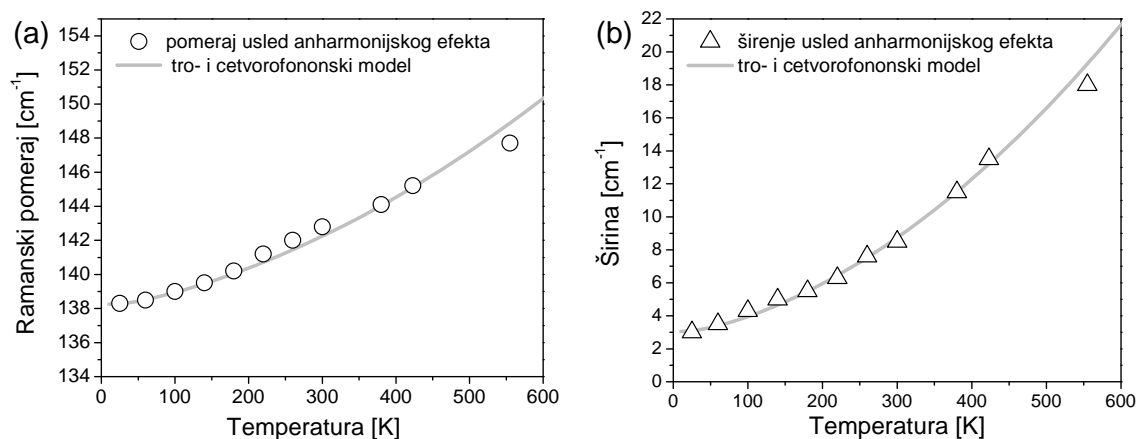 (a)
pomeraj usled anharmonijskog efekta
tro- i cetvorofononski model
154
152
150
148
146
144
142
140
138
136
134
Ramanski pomeraj [cm⁻¹]
0 100 200 300 400 500 600
Temperatura [K]
(b)
širenje usled anharmonijskog efekta
tro- i cetvorofononski model
22
20
18
16
14
12
10
8
6
4
2
0
Širina [cm⁻¹]
0 100 200 300 400 500 600
Temperatura [K]